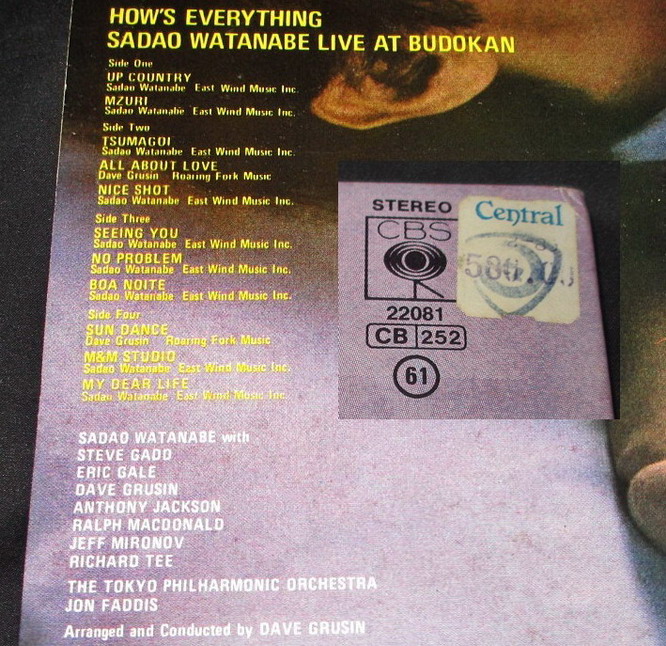 HOW'S EVERYTHING
SADAO WATANABE LIVE AT BUDOKAN
Side One
UP COUNTRY
Sadao Watanabe East Wind Music Inc.
MZURI
Sadao Watanabe East Wind Music Inc.
Side Two
TSUMAGOI
Sadao Watanabe East Wind Music Inc.
ALL ABOUT LOVE
Dave Grusin Roaring Fork Music
NICE SHOT
Sadao Watanabe East Wind Music Inc.
Side Three
SEEING YOU
Sadao Watanabe East Wind Music Inc.
NO PROBLEM
Sadao Watanabe East Wind Music Inc.
BOA NOITE
Sadao Watanabe East Wind Music Inc.
Side Four
SUN DANCE
Dave Grusin Roaring Fork Music
M&M STUDIO
Sadao Watanabe East Wind Music Inc.
MY DEAR LIFE
Sadao Watanabe East Wind Music Inc.
SADAO WATANABE with
STEVE GADD
ERIC GALE
DAVE GRUSIN
ANTHONY JACKSON
RALPH MACDONALD
JEFF MIRONOV
RICHARD TEE
THE TOKYO PHILHARMONIC ORCHESTRA
JON FADDIS
Arranged and Conducted by DAVE GRUSIN
STEREO
CBS
22081
CB 252
61
Central